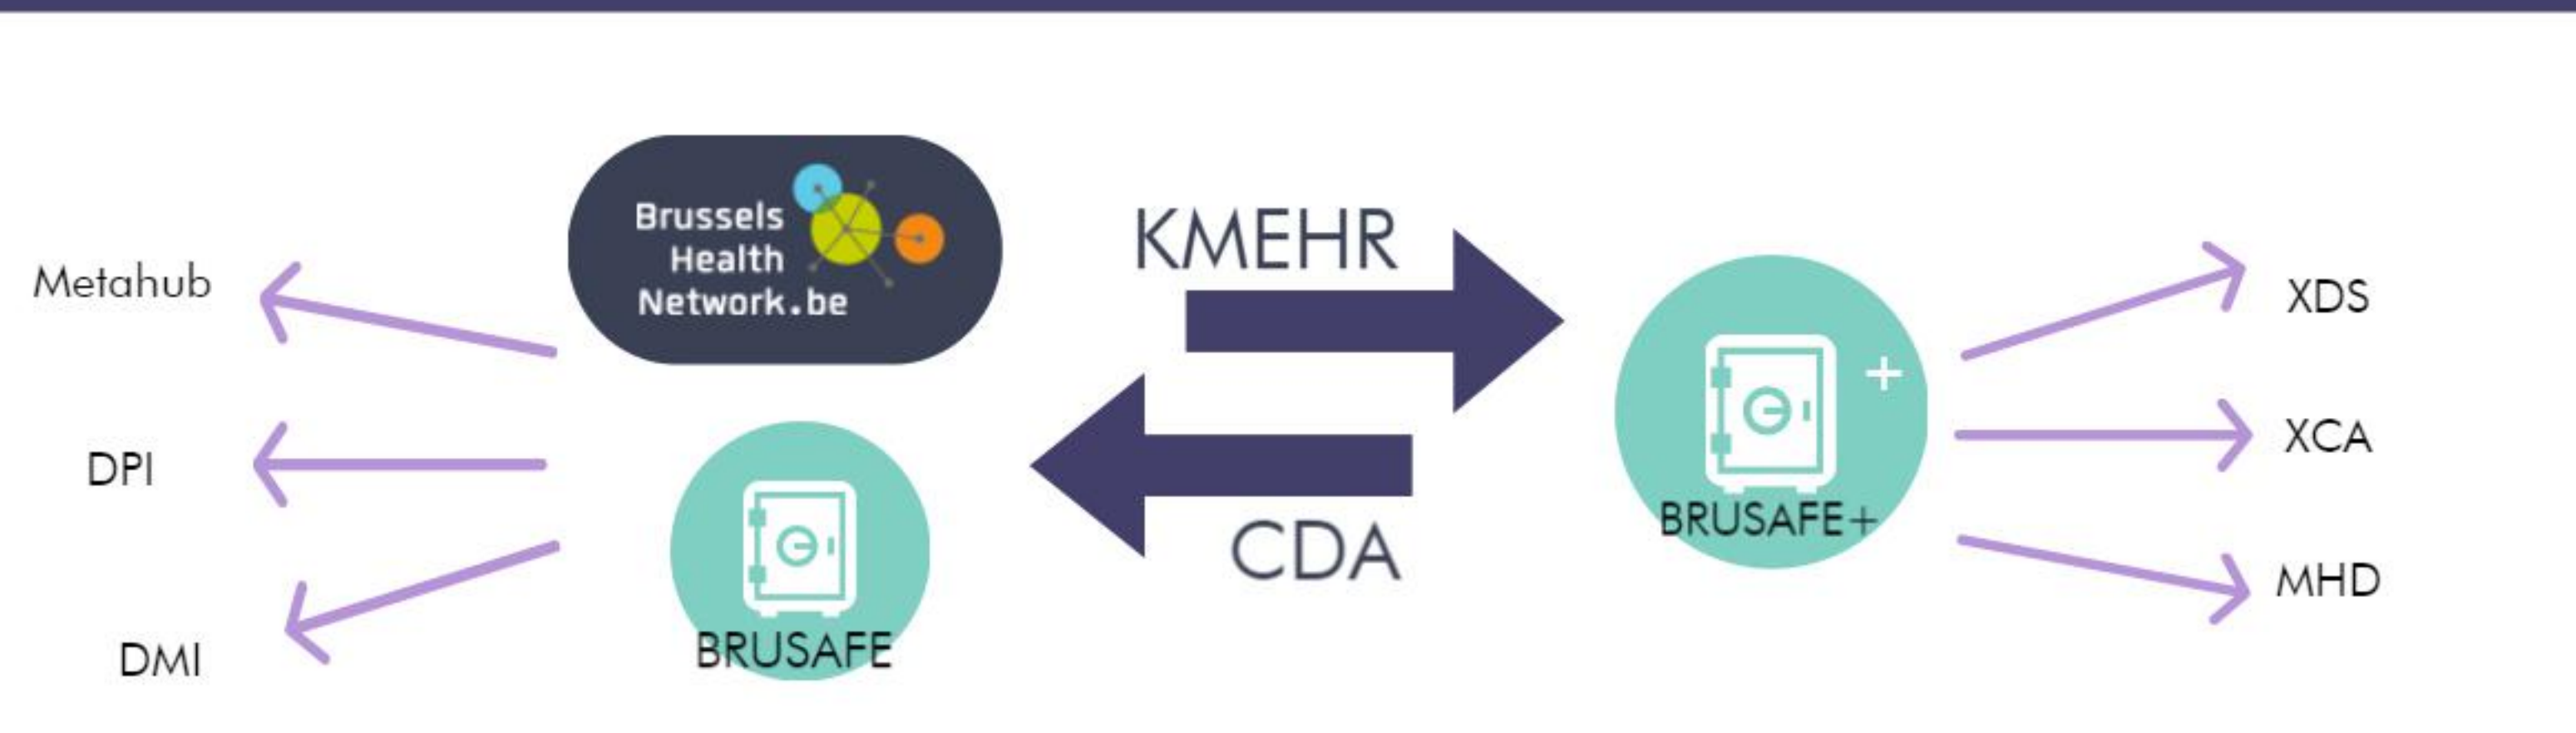 Metahub
DPI
DMI
Brussels
Health
Network.be
BRUSAFE
KMEHR
CDA
BRUSAFE+
XDS
XCA
MHD